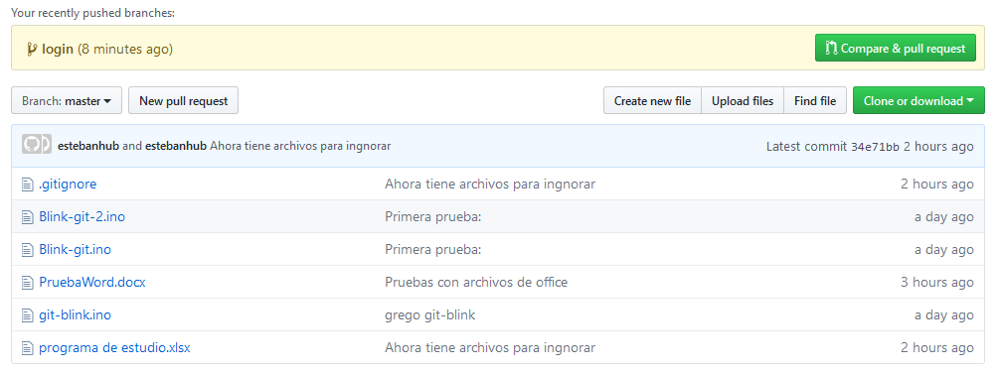 Your recently pushed branches:
login (8 minutes ago) Compare & pull request
Branch: master New pull request Create new file Upload files Find file Clone or download
estebanhub and estebanhub Ahora tiene archivos para ingnorar Latest commit 34e71bb 2 hours ago
.gitignore Ahora tiene archivos para ingnorar 2 hours ago
Blink-git-2.ino Primera prueba: a day ago
Blink-git.ino Primera prueba: a day ago
PruebaWord.docx Pruebas con archivos de office 3 hours ago
git-blink.ino grego git-blink a day ago
programa de estudio.xlsx Ahora tiene archivos para ingnorar 2 hours ago